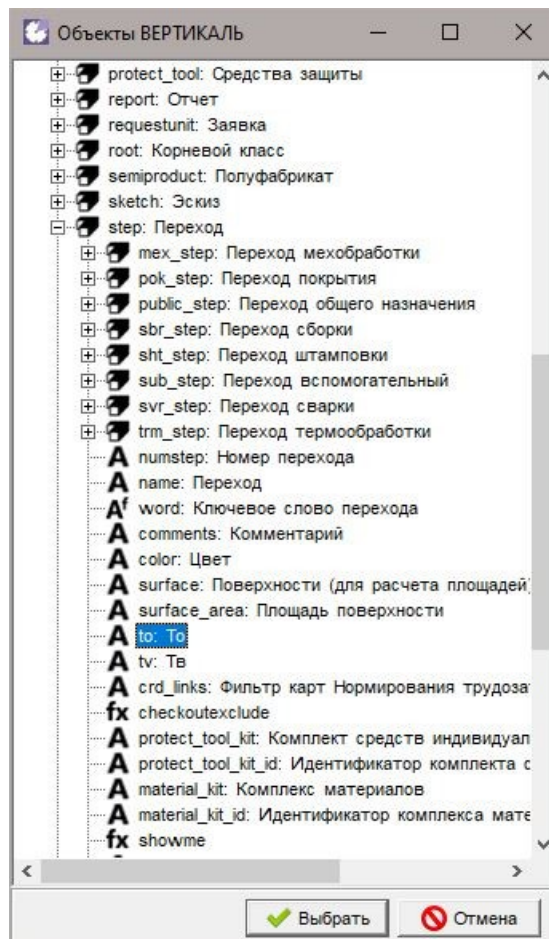 Объекты ВЕРТИКАЛЬ
protect_tool: Средства защиты
report: Отчет
requestunit: Заявка
root: Корневой класс
semiproduct: Полуфабрикат
sketch: Эскиз
step: Переход
mex_step: Переход мехобработки
pok_step: Переход покрытия
public_step: Переход общего назначения
sbr_step: Переход сборки
sht_step: Переход штамповки
sub_step: Переход вспомогательный
svr_step: Переход сварки
trm_step: Переход термообработки
A numstep: Номер перехода
A name: Переход
Af word: Ключевое слово перехода
A comments: Комментарий
A color: Цвет
A surface: Поверхности (для расчета площадей)
A surface_area: Площадь поверхности
A to: То
A tv: Тв
A crd_links: Фильтр карт Нормирования трудоза
fx checkoutexclude
A protect_tool_kit: Комплект средств индивидуал
A protect_tool_kit_id: Идентификатор комплекта с
A material_kit: Комплекс материалов
A material_kit_id: Идентификатор комплекса мате
fx showme
Выбрать
Отмена